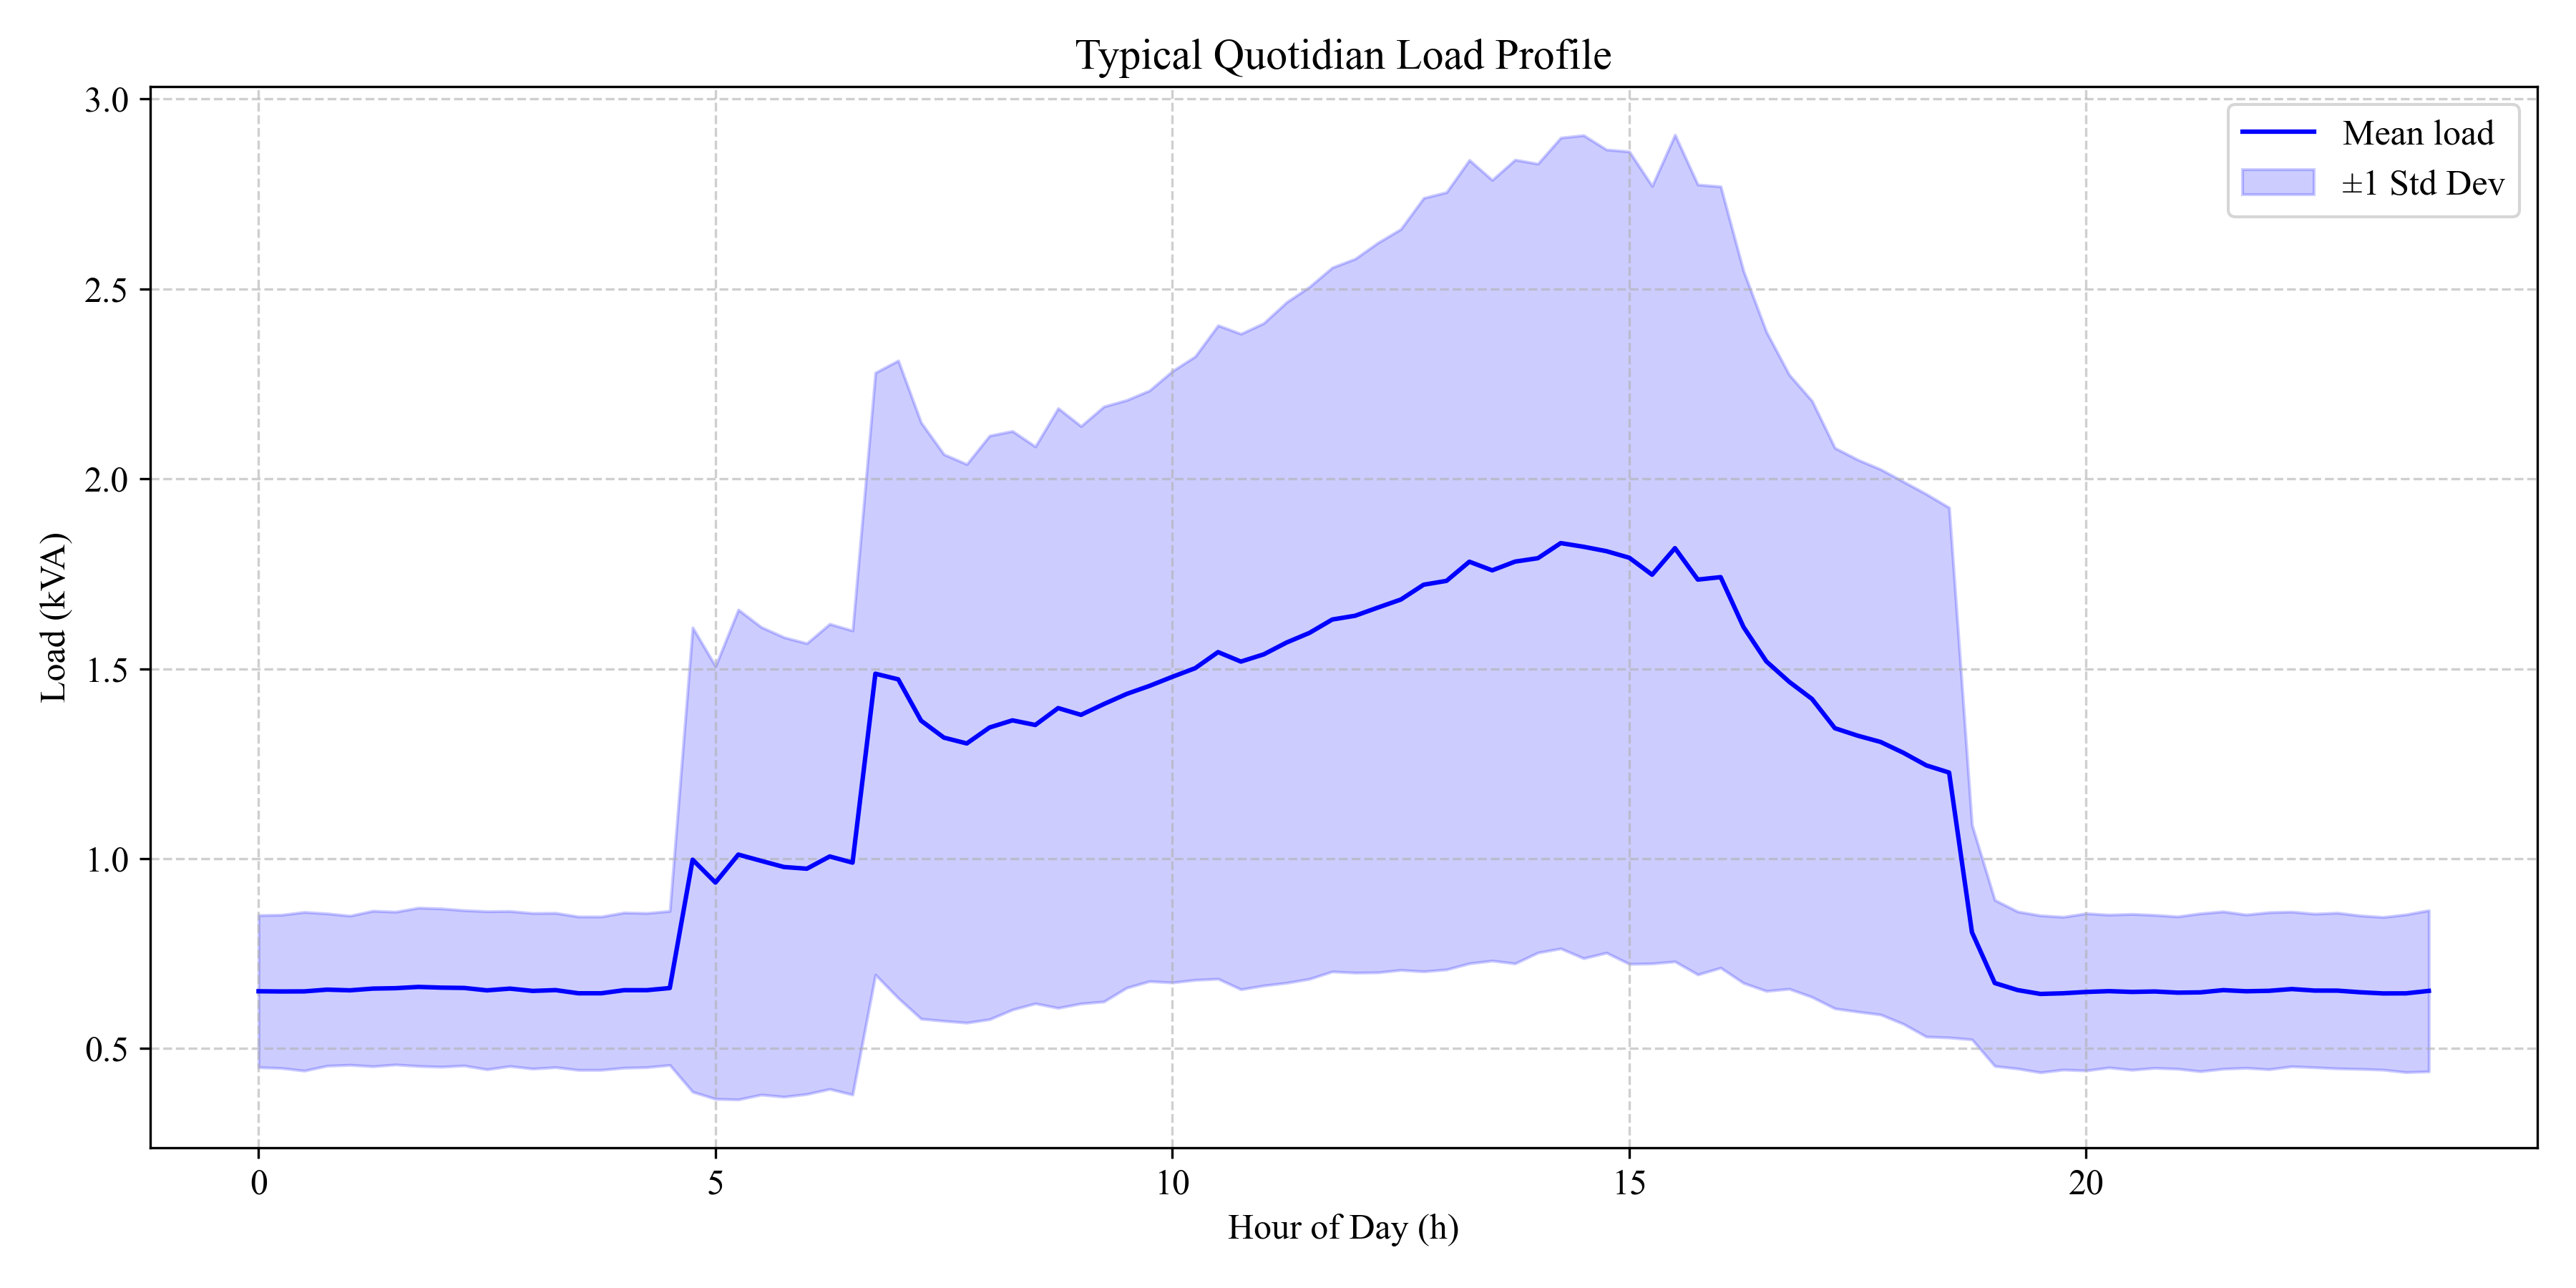 Typical Quotidian Load Profile
3.0
2.5
2.0
1.5
1.0
0.5
Load (kVA)
Mean load
±1 Std Dev
0 5 10 15 20
Hour of Day (h)